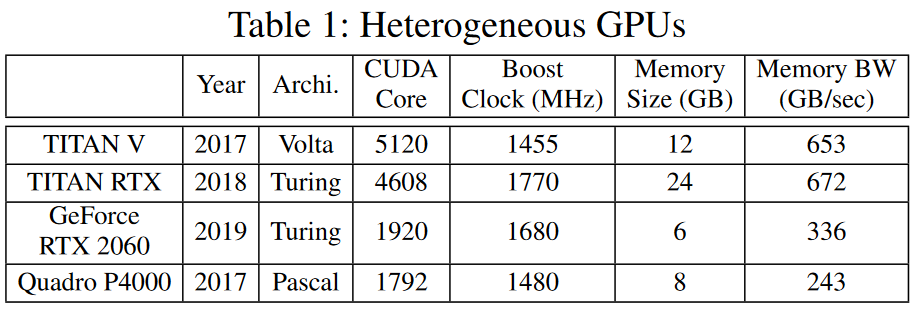 Table 1: Heterogeneous GPUs
Year Archi. CUDA Core Boost Clock (MHz) Memory Size (GB) Memory BW (GB/sec)
TITAN V 2017 Volta 5120 1455 12 653
TITAN RTX 2018 Turing 4608 1770 24 672
GeForce RTX 2060 2019 Turing 1920 1680 6 336
Quadro P4000 2017 Pascal 1792 1480 8 243